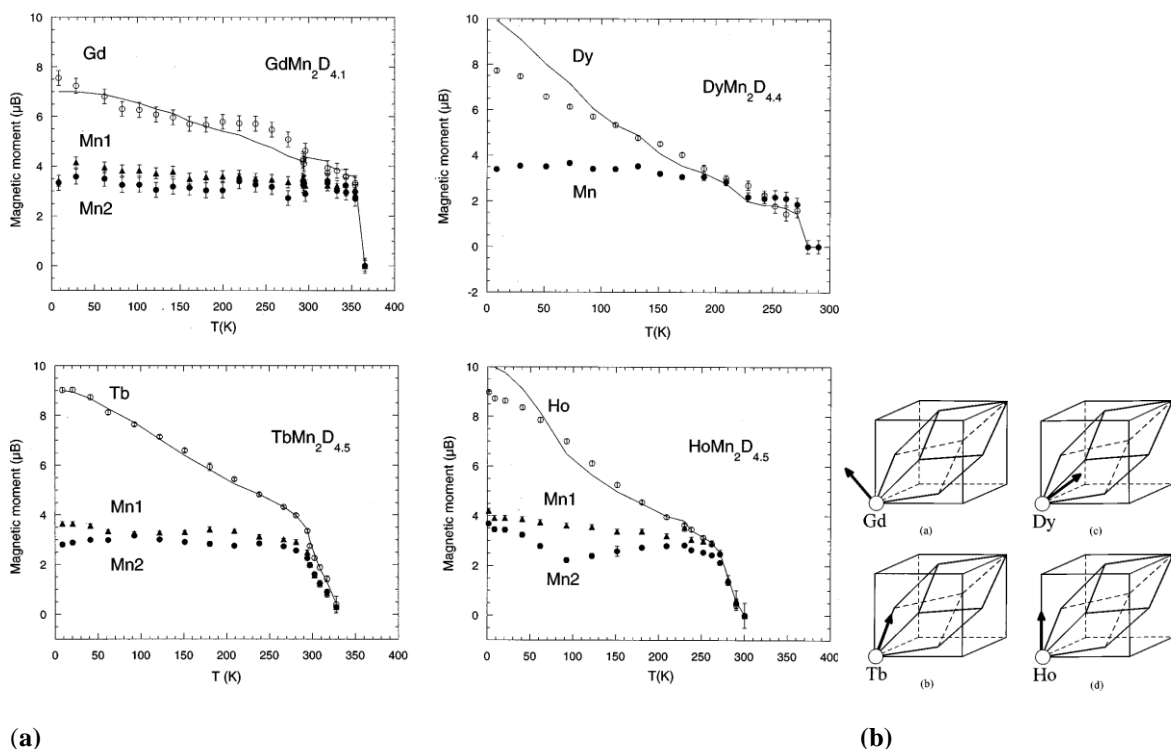 10
8
6
4
2
0
Magnetic moment (μB)
Gd
GdMn2D4.1
Mn1
Mn2
0 50 100 150 200 250 300 350 400
T(K)
10
8
6
4
2
0
-2
Magnetic moment (μB)
Dy
DyMn2D4.4
Mn
0 50 100 150 200 250 300
T(K)
10
8
6
4
2
0
Magnetic moment (μB)
Tb
TbMn2D4.5
Mn1
Mn2
0 50 100 150 200 250 300 350 400
T (K)
10
8
6
4
2
0
Magnetic moment (μB)
Ho
HoMn2D4.5
Mn1
Mn2
0 50 100 150 200 250 300 350 400
T(K)
Gd
(a)
Dy
(c)
Tb
(b)
Ho
(d)
(a) (b)